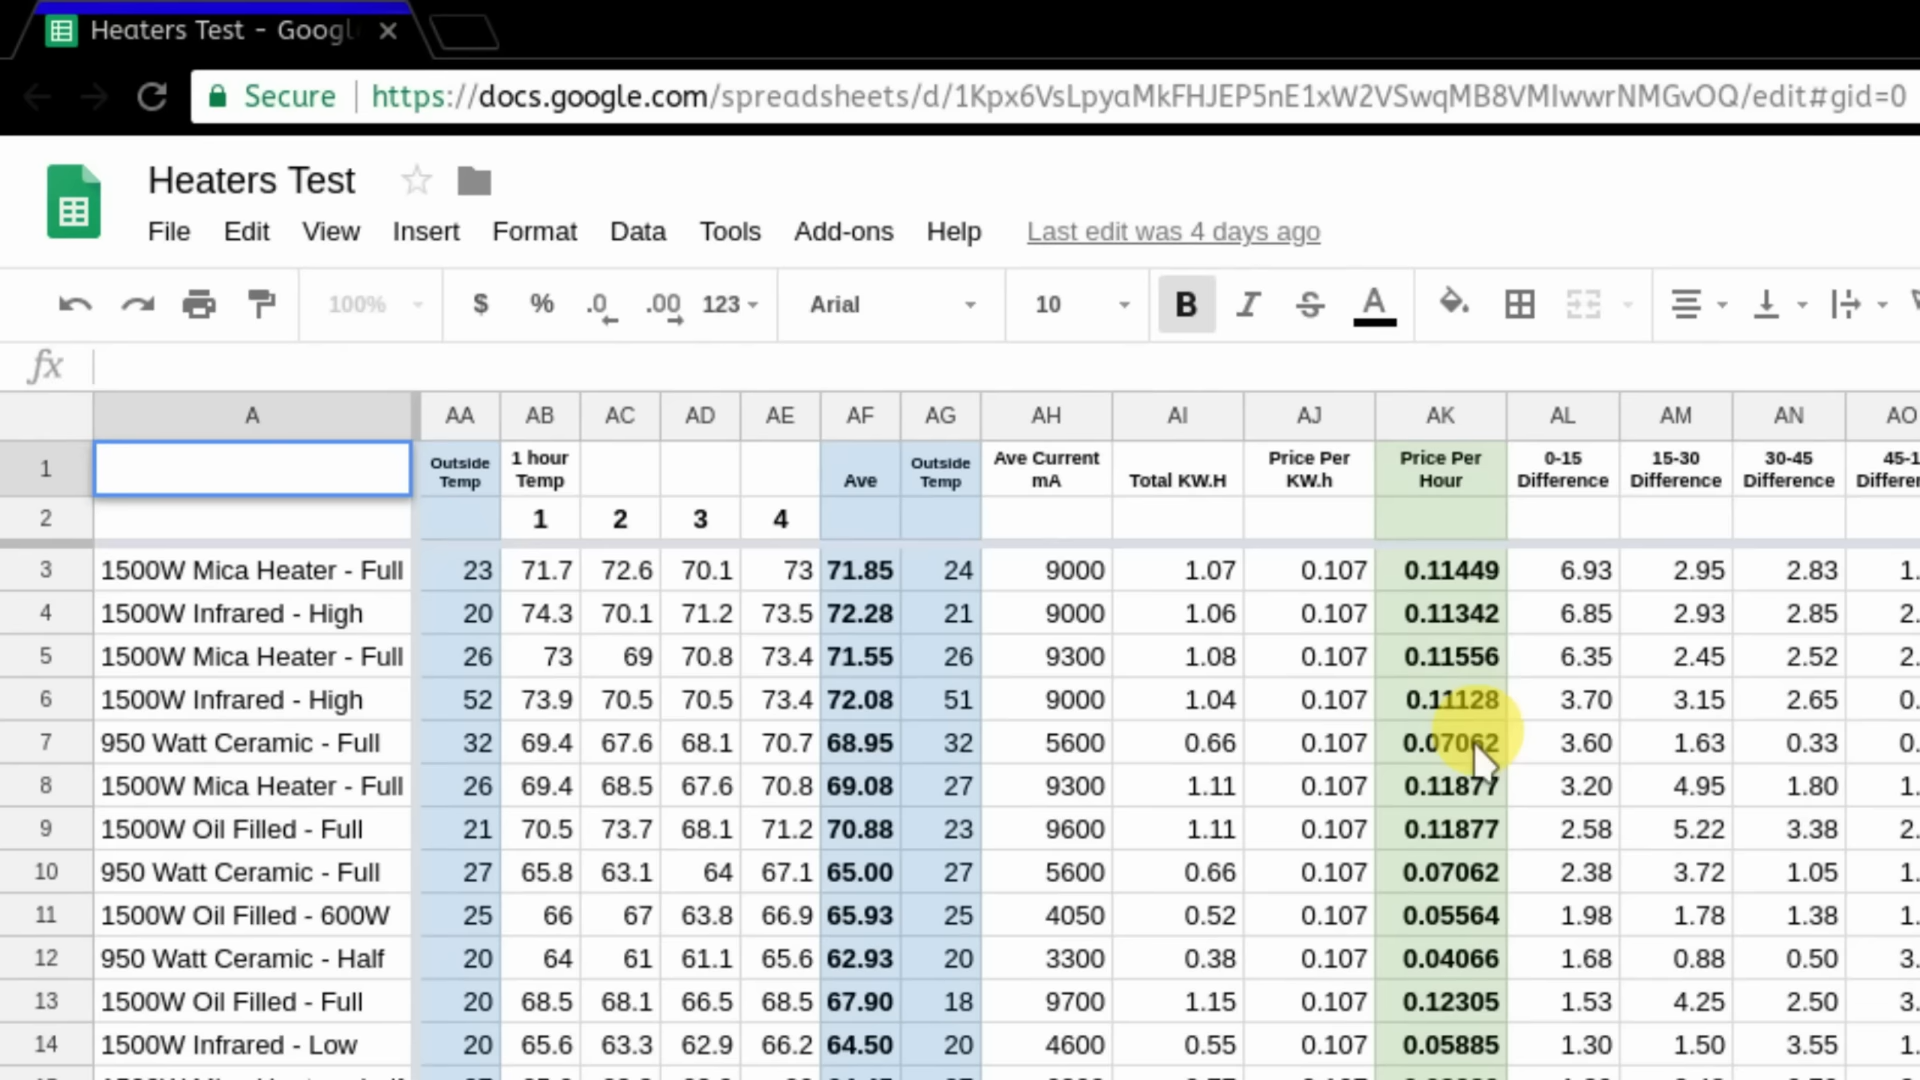 Heaters Test - Googl
Secure https://docs.google.com/spreadsheets/d/1Kpx6VsLpyaMkFHJEP5nE1xW2VSwqMB8VMIwwrNMGvOQ/edit#gid=0
Heaters Test
File Edit View Insert Format Data Tools Add-ons Help Last edit was 4 days ago
100% $ % .0 .00 123 Arial 10 B I S A
fx
A AA AB AC AD AE AF AG AH AI AJ AK AL AM AN AO
1 Outside Temp 1 hour Temp Ave Outside Temp Ave Current mA Total KW.H Price Per KW.h Price Per Hour 0-15 Difference 15-30 Difference 30-45 Difference 45-1
2 1 2 3 4
3 1500W Mica Heater - Full 23 71.7 72.6 70.1 73 71.85 24 9000 1.07 0.107 0.11449 6.93 2.95 2.83 1.
4 1500W Infrared - High 20 74.3 70.1 71.2 73.5 72.28 21 9000 1.06 0.107 0.11342 6.85 2.93 2.85 2.
5 1500W Mica Heater - Full 26 73 69 70.8 73.4 71.55 26 9300 1.08 0.107 0.11556 6.35 2.45 2.52 2.
6 1500W Infrared - High 52 73.9 70.5 70.5 73.4 72.08 51 9000 1.04 0.107 0.11128 3.70 3.15 2.65 0.
7 950 Watt Ceramic - Full 32 69.4 67.6 68.1 70.7 68.95 32 5600 0.66 0.107 0.07062 3.60 1.63 0.33 0.
8 1500W Mica Heater - Full 26 69.4 68.5 67.6 70.8 69.08 27 9300 1.11 0.107 0.11877 3.20 4.95 1.80 1.
9 1500W Oil Filled - Full 21 70.5 73.7 68.1 71.2 70.88 23 9600 1.11 0.107 0.11877 2.58 5.22 3.38 2.
10 950 Watt Ceramic - Full 27 65.8 63.1 64 67.1 65.00 27 5600 0.66 0.107 0.07062 2.38 3.72 1.05 1.
11 1500W Oil Filled - 600W 25 66 67 63.8 66.9 65.93 25 4050 0.52 0.107 0.05564 1.98 1.78 1.38 1.
12 950 Watt Ceramic - Half 20 64 61 61.1 65.6 62.93 20 3300 0.38 0.107 0.04066 1.68 0.88 0.50 3.
13 1500W Oil Filled - Full 20 68.5 68.1 66.5 68.5 67.90 18 9700 1.15 0.107 0.12305 1.53 4.25 2.50 3.
14 1500W Infrared - Low 20 65.6 63.3 62.9 66.2 64.50 20 4600 0.55 0.107 0.05885 1.30 1.50 3.55 1.